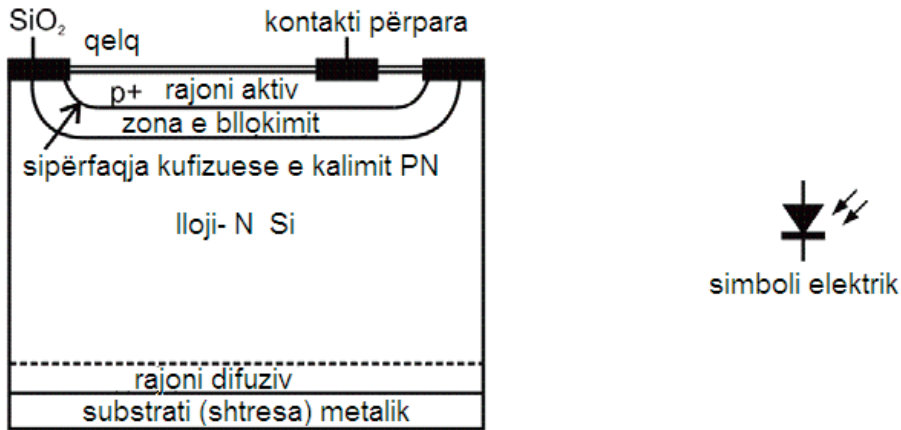 SiO₂
qelq
kontakti përpara
p+ rajoni aktiv
zona e bllokimit
sipërfaqja kufizuese e kalimit PN
lloji- N Si
rajoni difuziv
substrati (shtresa) metalik
simboli elektrik